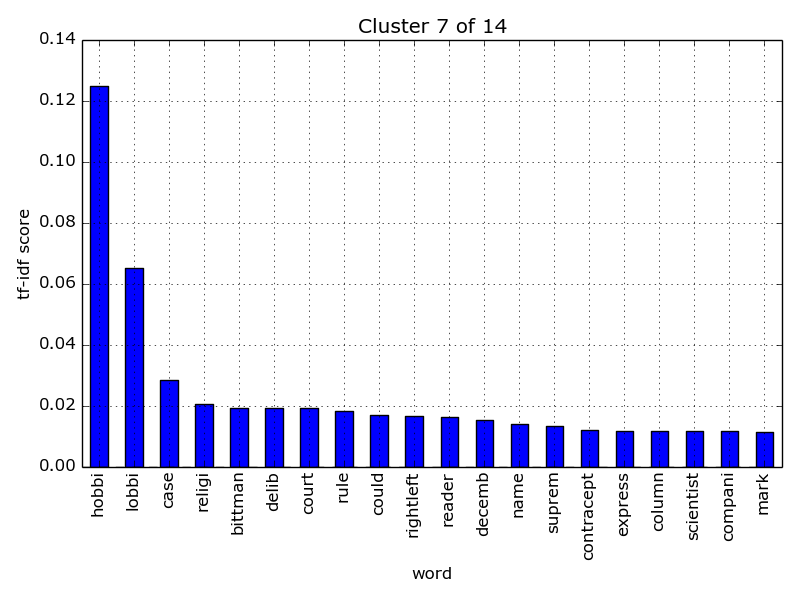 Cluster 7 of 14
0.14
0.12
0.10
0.08
0.06
0.04
0.02
0.00
tf-idf score
hobbi
lobbi
case
religi
bittman
delib
court
rule
could
rightleft
reader
decemb
name
suprem
contracept
express
column
scientist
compani
mark
word